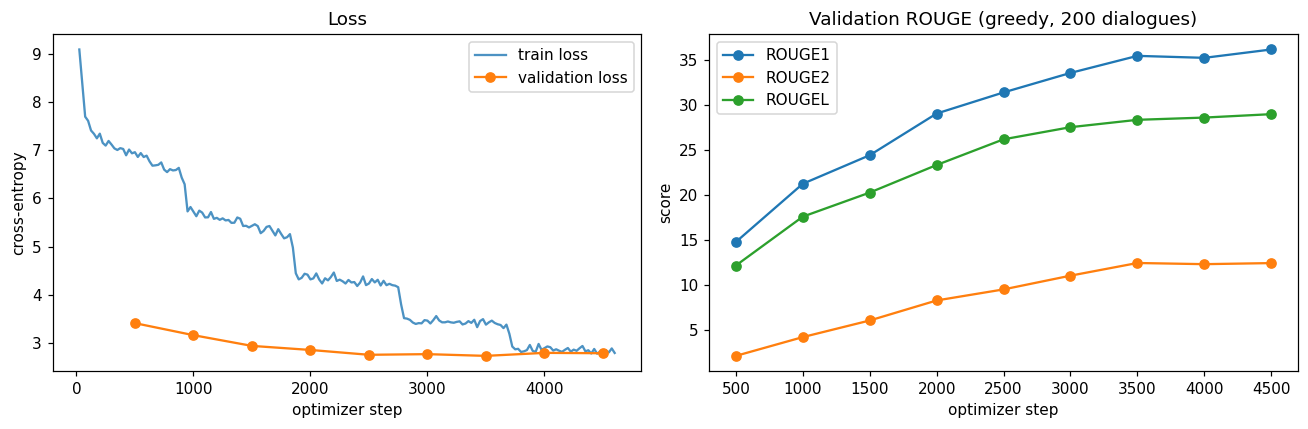 Loss
9
8
7
6
5
4
3
cross-entropy
train loss
validation loss
0
1000
2000
3000
4000
optimizer step
Validation ROUGE (greedy, 200 dialogues)
35
30
25
20
15
10
5
score
ROUGE1
ROUGE2
ROUGEL
500
1000
1500
2000
2500
3000
3500
4000
4500
optimizer step